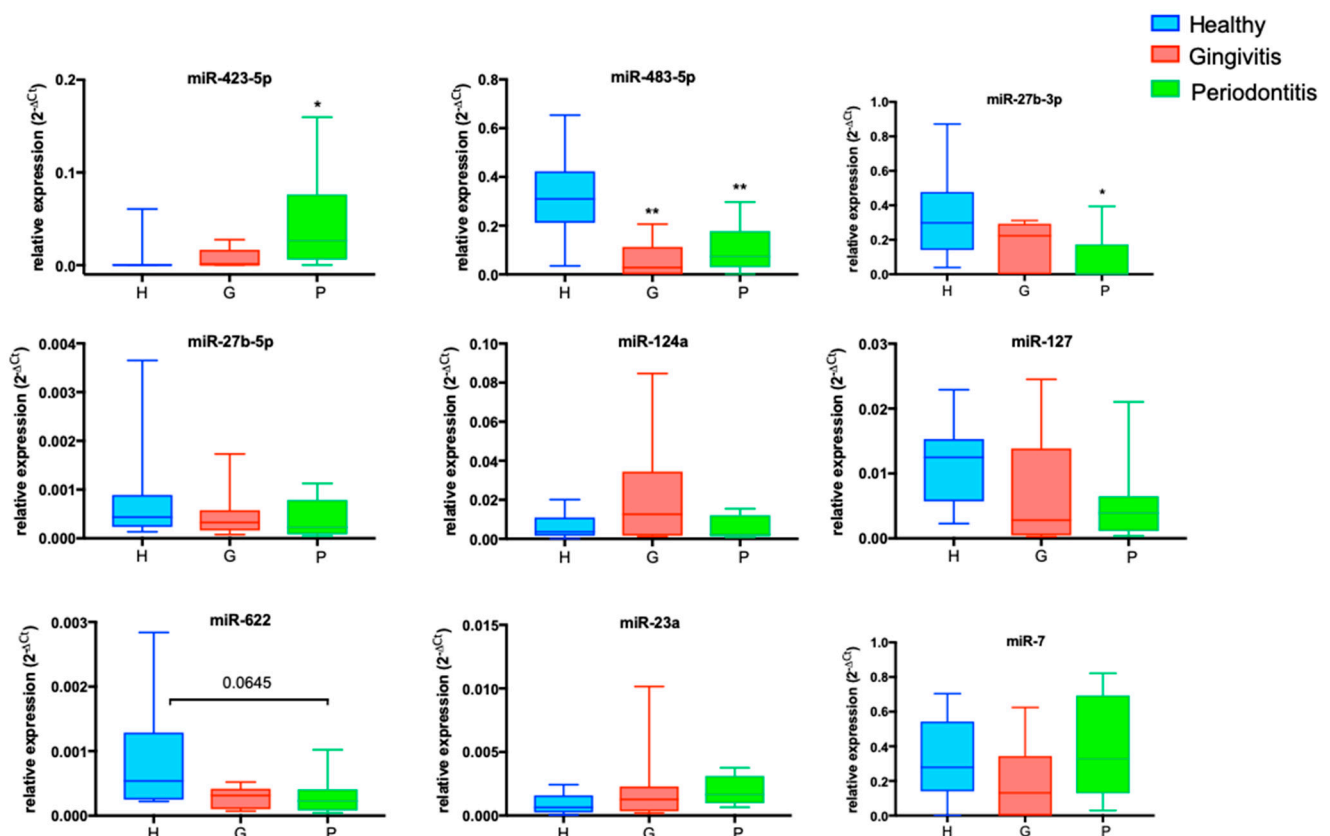 Healthy
Gingivitis
Periodontitis
miR-423-5p
relative expression (2-ΔCt)
0.2
0.1
0.0
*
H G P
miR-483-5p
relative expression (2-ΔCt)
0.8
0.6
0.4
0.2
0.0
** **
H G P
miR-27b-3p
relative expression (2-ΔCt)
1.0
0.8
0.6
0.4
0.2
0.0
*
H G P
miR-27b-5p
relative expression (2-ΔCt)
0.004
0.003
0.002
0.001
0.000
H G P
miR-124a
relative expression (2-ΔCt)
0.10
0.08
0.06
0.04
0.02
0.00
H G P
miR-127
relative expression (2-ΔCt)
0.03
0.02
0.01
0.00
H G P
miR-622
relative expression (2-ΔCt)
0.003
0.002
0.001
0.000
0.0645
H G P
miR-23a
relative expression (2-ΔCt)
0.015
0.010
0.005
0.000
H G P
miR-7
relative expression (2-ΔCt)
1.0
0.8
0.6
0.4
0.2
0.0
H G P